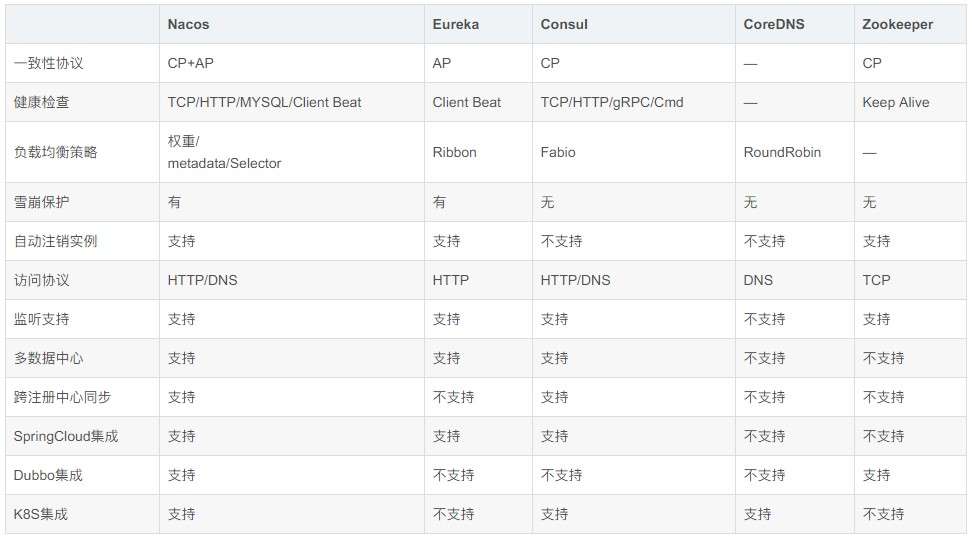 Nacos Eureka Consul CoreDNS Zookeeper
一致性协议 CP+AP AP CP — CP
健康检查 TCP/HTTP/MYSQL/Client Beat Client Beat TCP/HTTP/gRPC/Cmd — Keep Alive
负载均衡策略 权重/
metadata/Selector Ribbon Fabio RoundRobin —
雪崩保护 有 有 无 无 无
自动注销实例 支持 支持 不支持 不支持 支持
访问协议 HTTP/DNS HTTP HTTP/DNS DNS TCP
监听支持 支持 支持 支持 不支持 支持
多数据中心 支持 支持 支持 不支持 不支持
跨注册中心同步 支持 不支持 支持 不支持 不支持
SpringCloud集成 支持 支持 支持 不支持 不支持
Dubbo集成 支持 不支持 不支持 不支持 支持
K8S集成 支持 不支持 支持 支持 不支持